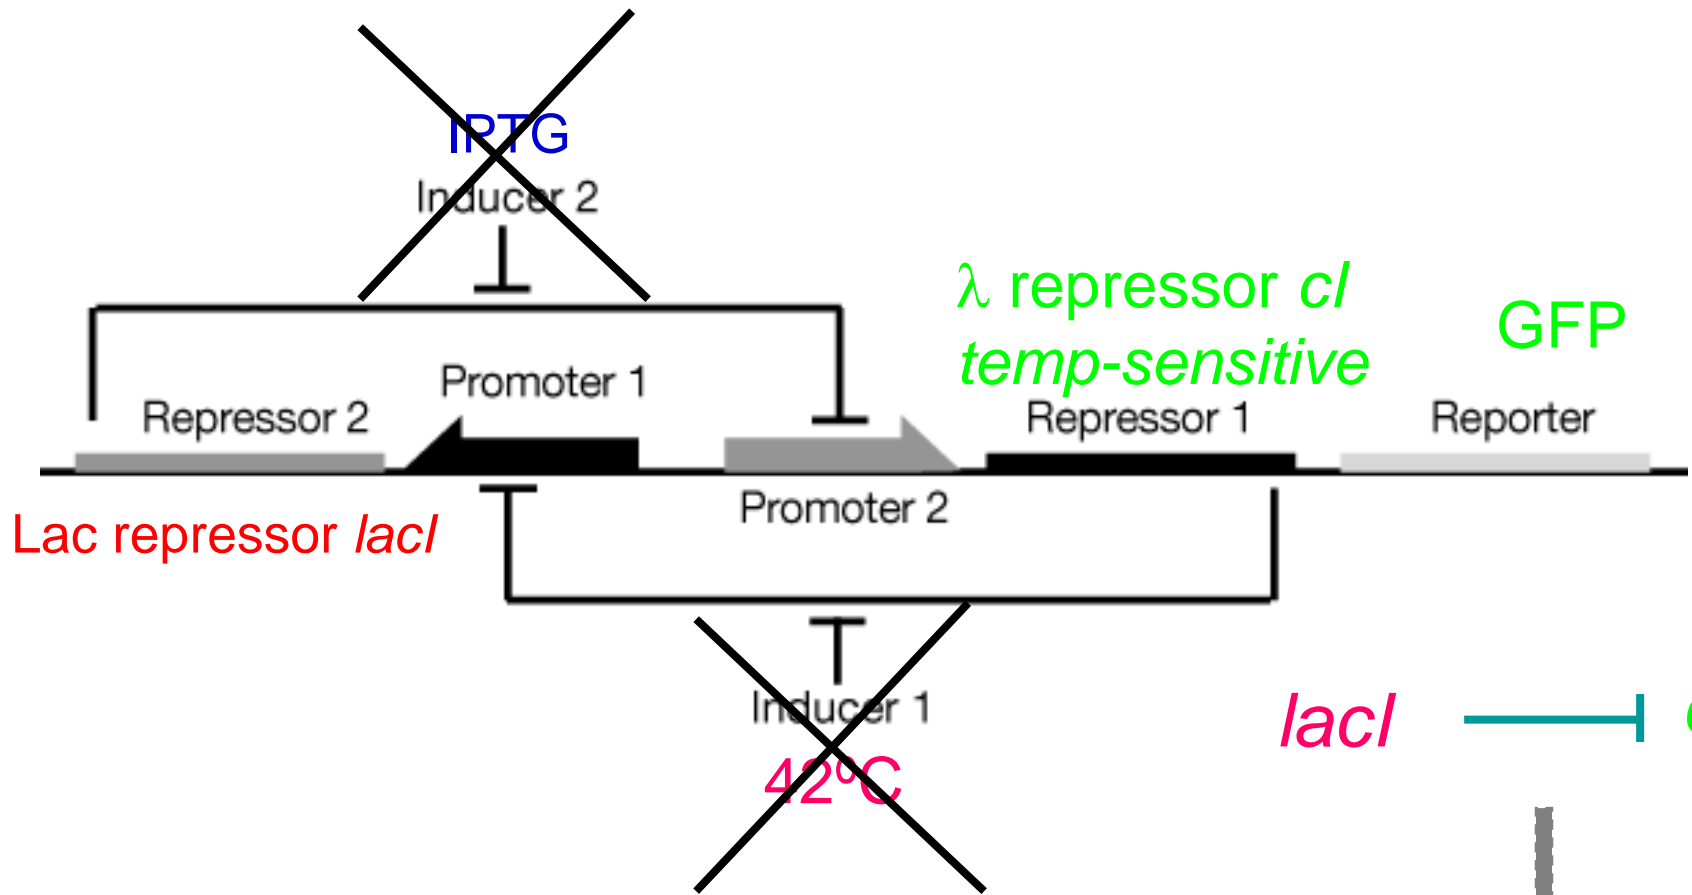 IPTG
Inducer 2
λ repressor cI
temp-sensitive
GFP
Promoter 1
Repressor 2
Repressor 1
Reporter
Promoter 2
Lac repressor lacI
Inducer 1
42⁰C
lacI